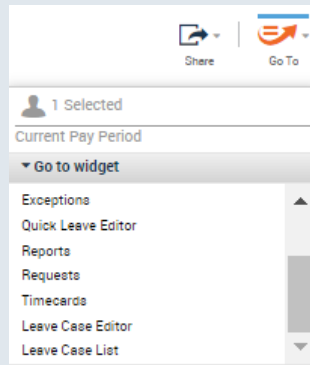 Share
Go To
1 Selected
Current Pay Period
Go to widget
Exceptions
Quick Leave Editor
Reports
Requests
Timecards
Leave Case Editor
Leave Case List